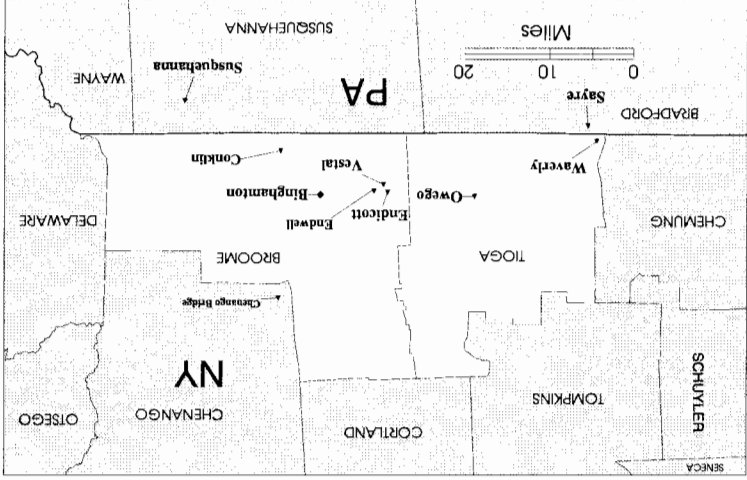 SENECA
SCHUYLER
TOMPKINS
CORTLAND
CHENANGO
OTSEGO
NY
Chenango Bridge
TIOGA
BROOME
CHEMUNG
DELAWARE
Endicott
Endwell
Owego
Binghamton
Waverly
Vestal
Conklin
BRADFORD
Sayre
PA
0 10 20
Miles
Susquehanna
WAYNE
SUSQUEHANNA